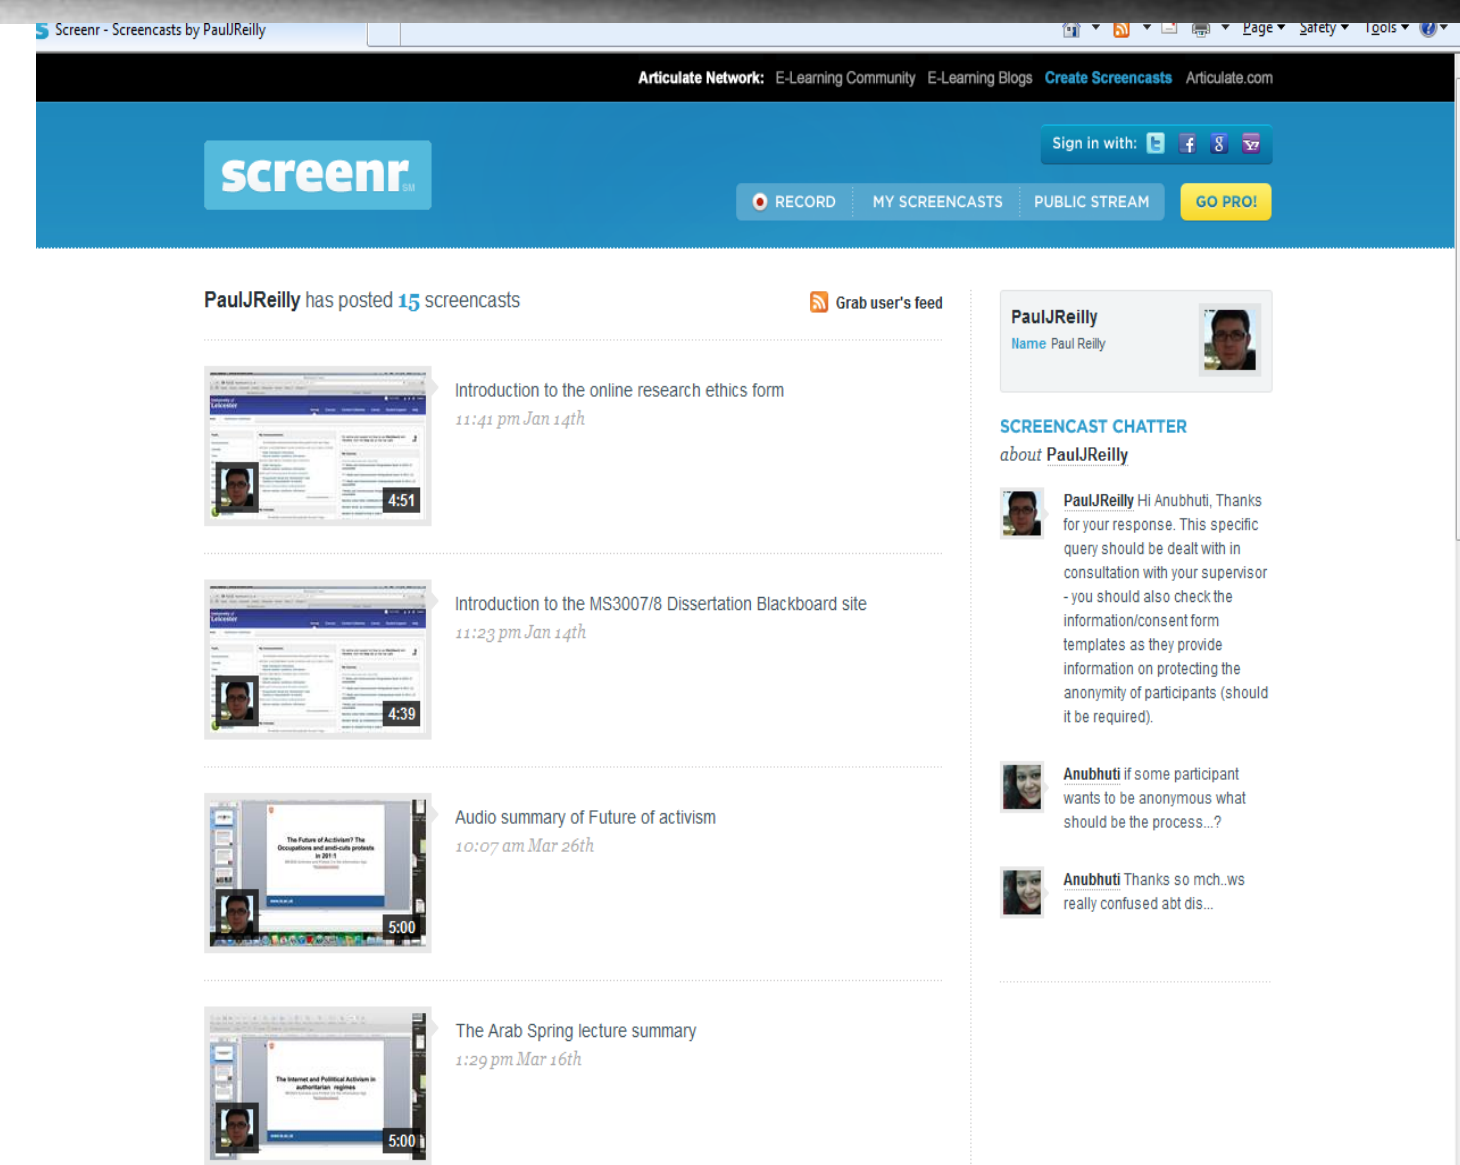 Screenr - Screencasts by PaulJReilly
Page
Safety
Tools
Articulate Network: E-Learning Community E-Learning Blogs Create Screencasts Articulate.com
Sign in with:
screenr
SM
RECORD MY SCREENCASTS PUBLIC STREAM GO PRO!
PaulJReilly has posted 15 screencasts
Grab user's feed
Introduction to the online research ethics form
11:41 pm Jan 14th
4:51
Introduction to the MS3007/8 Dissertation Blackboard site
11:23 pm Jan 14th
4:39
Audio summary of Future of activism
10:07 am Mar 26th
The Future of Activism? The
Occupations and anti-cuts protests
in 2011
5:00
The Arab Spring lecture summary
1:29 pm Mar 16th
The Internet and Political Activism in
authoritarian regimes
5:00
PaulJReilly
Name Paul Reilly
SCREENCAST CHATTER
about PaulJReilly
PaulJReilly Hi Anubhuti, Thanks
for your response. This specific
query should be dealt with in
consultation with your supervisor
- you should also check the
information/consent form
templates as they provide
information on protecting the
anonymity of participants (should
it be required).
Anubhuti if some participant
wants to be anonymous what
should be the process...?
Anubhuti Thanks so mch..ws
really confused abt dis...